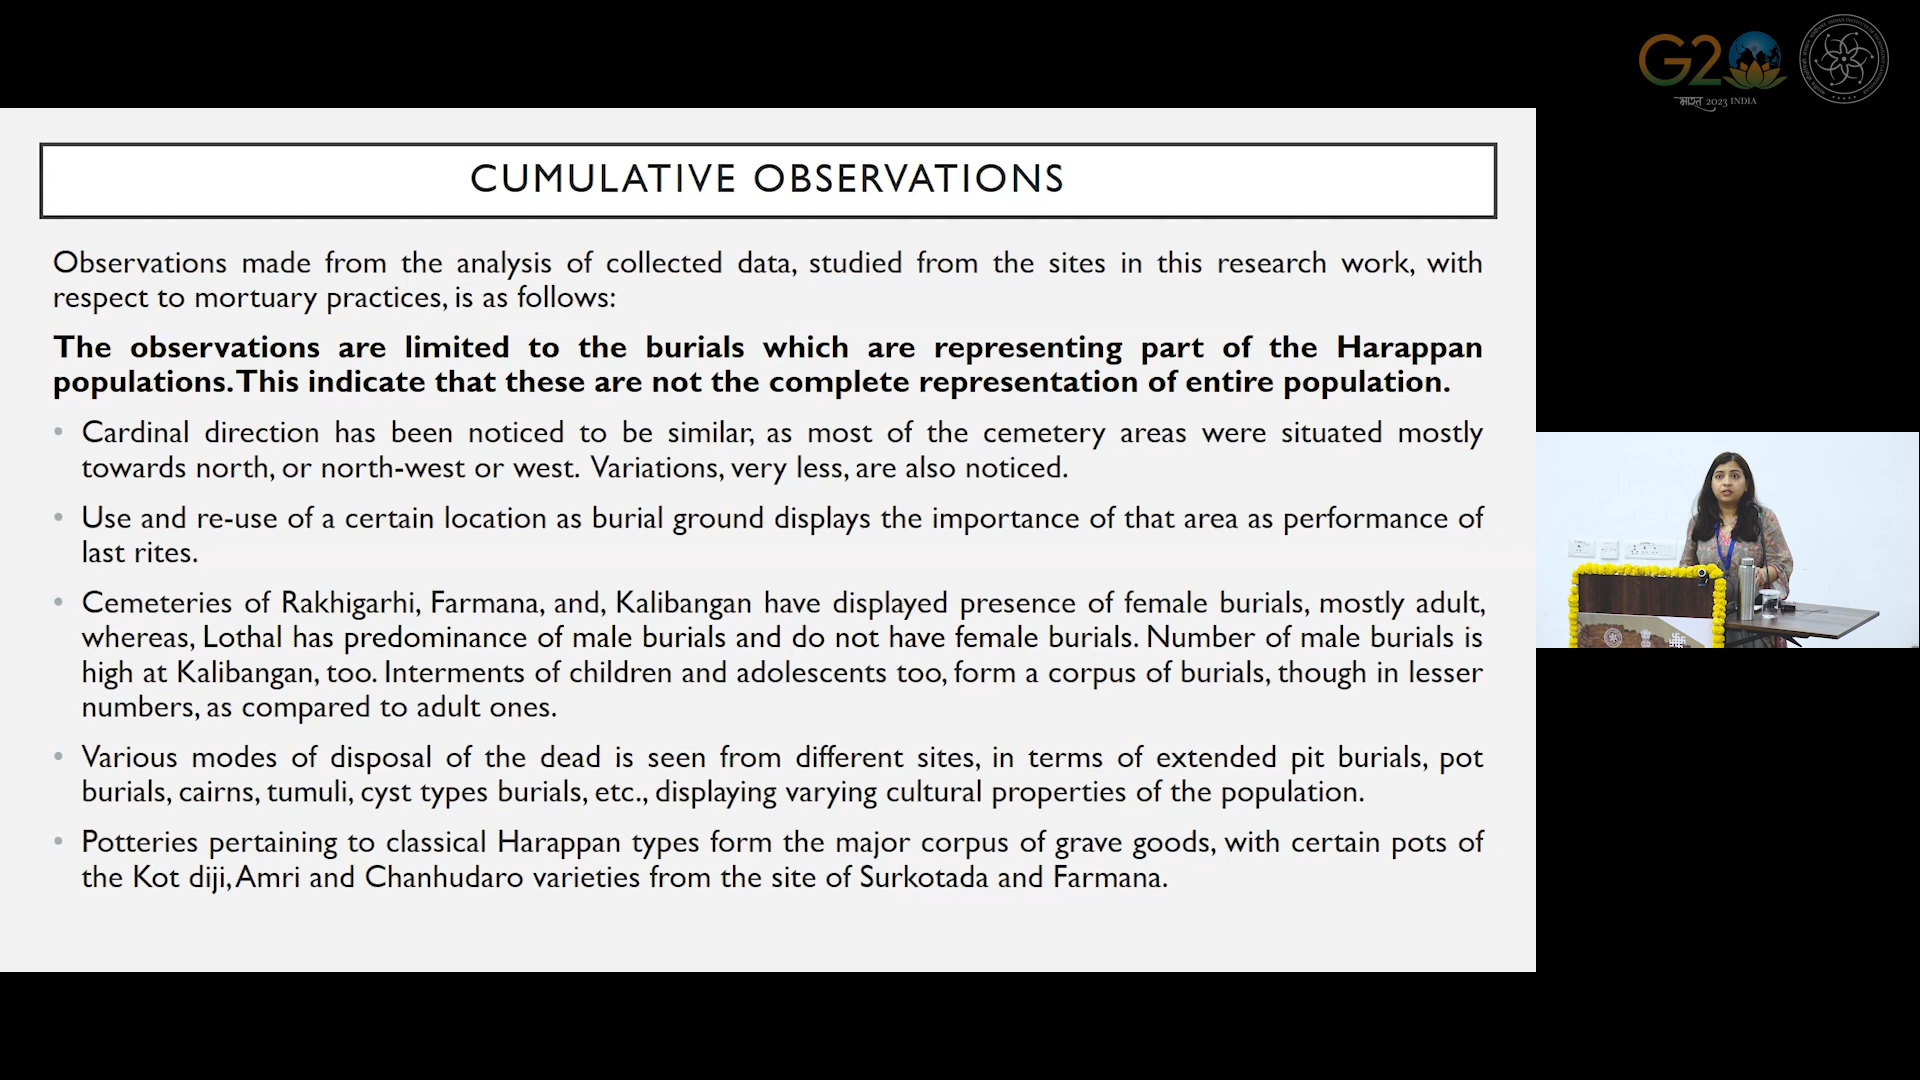 G20
भारत 2023 INDIA
CUMULATIVE OBSERVATIONS
Observations made from the analysis of collected data, studied from the sites in this research work, with
respect to mortuary practices, is as follows:
The observations are limited to the burials which are representing part of the Harappan
populations. This indicate that these are not the complete representation of entire population.
• Cardinal direction has been noticed to be similar, as most of the cemetery areas were situated mostly
towards north, or north-west or west. Variations, very less, are also noticed.
• Use and re-use of a certain location as burial ground displays the importance of that area as performance of
last rites.
• Cemeteries of Rakhigarhi, Farmana, and, Kalibangan have displayed presence of female burials, mostly adult,
whereas, Lothal has predominance of male burials and do not have female burials. Number of male burials is
high at Kalibangan, too. Interments of children and adolescents too, form a corpus of burials, though in lesser
numbers, as compared to adult ones.
• Various modes of disposal of the dead is seen from different sites, in terms of extended pit burials, pot
burials, cairns, tumuli, cyst types burials, etc., displaying varying cultural properties of the population.
• Potteries pertaining to classical Harappan types form the major corpus of grave goods, with certain pots of
the Kot diji, Amri and Chanhudaro varieties from the site of Surkotada and Farmana.